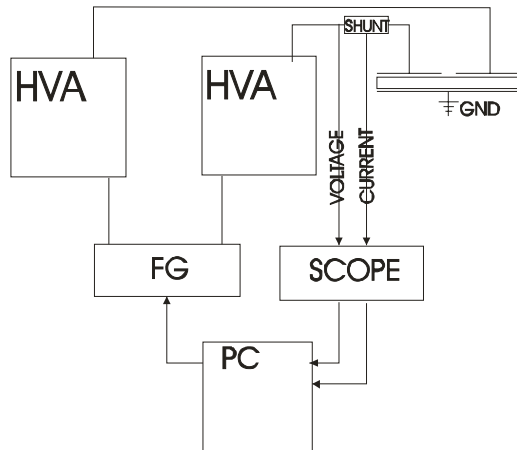 SHUNT
HVA
HVA
GND
VOLTAGE
CURRENT
FG
SCOPE
PC